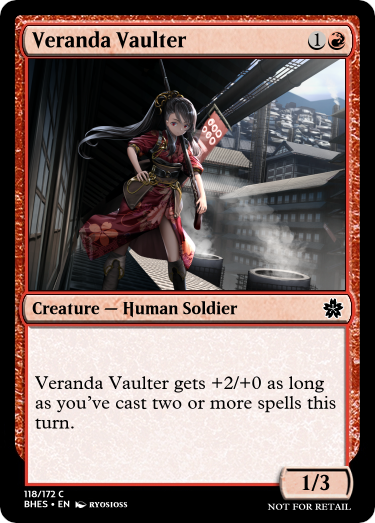 Veranda Vaulter
1
Creature — Human Soldier
Veranda Vaulter gets +2/+0 as long
as you've cast two or more spells this
turn.
1/3
118/172 C
BHES • EN RYOSIOSS
NOT FOR RETAIL